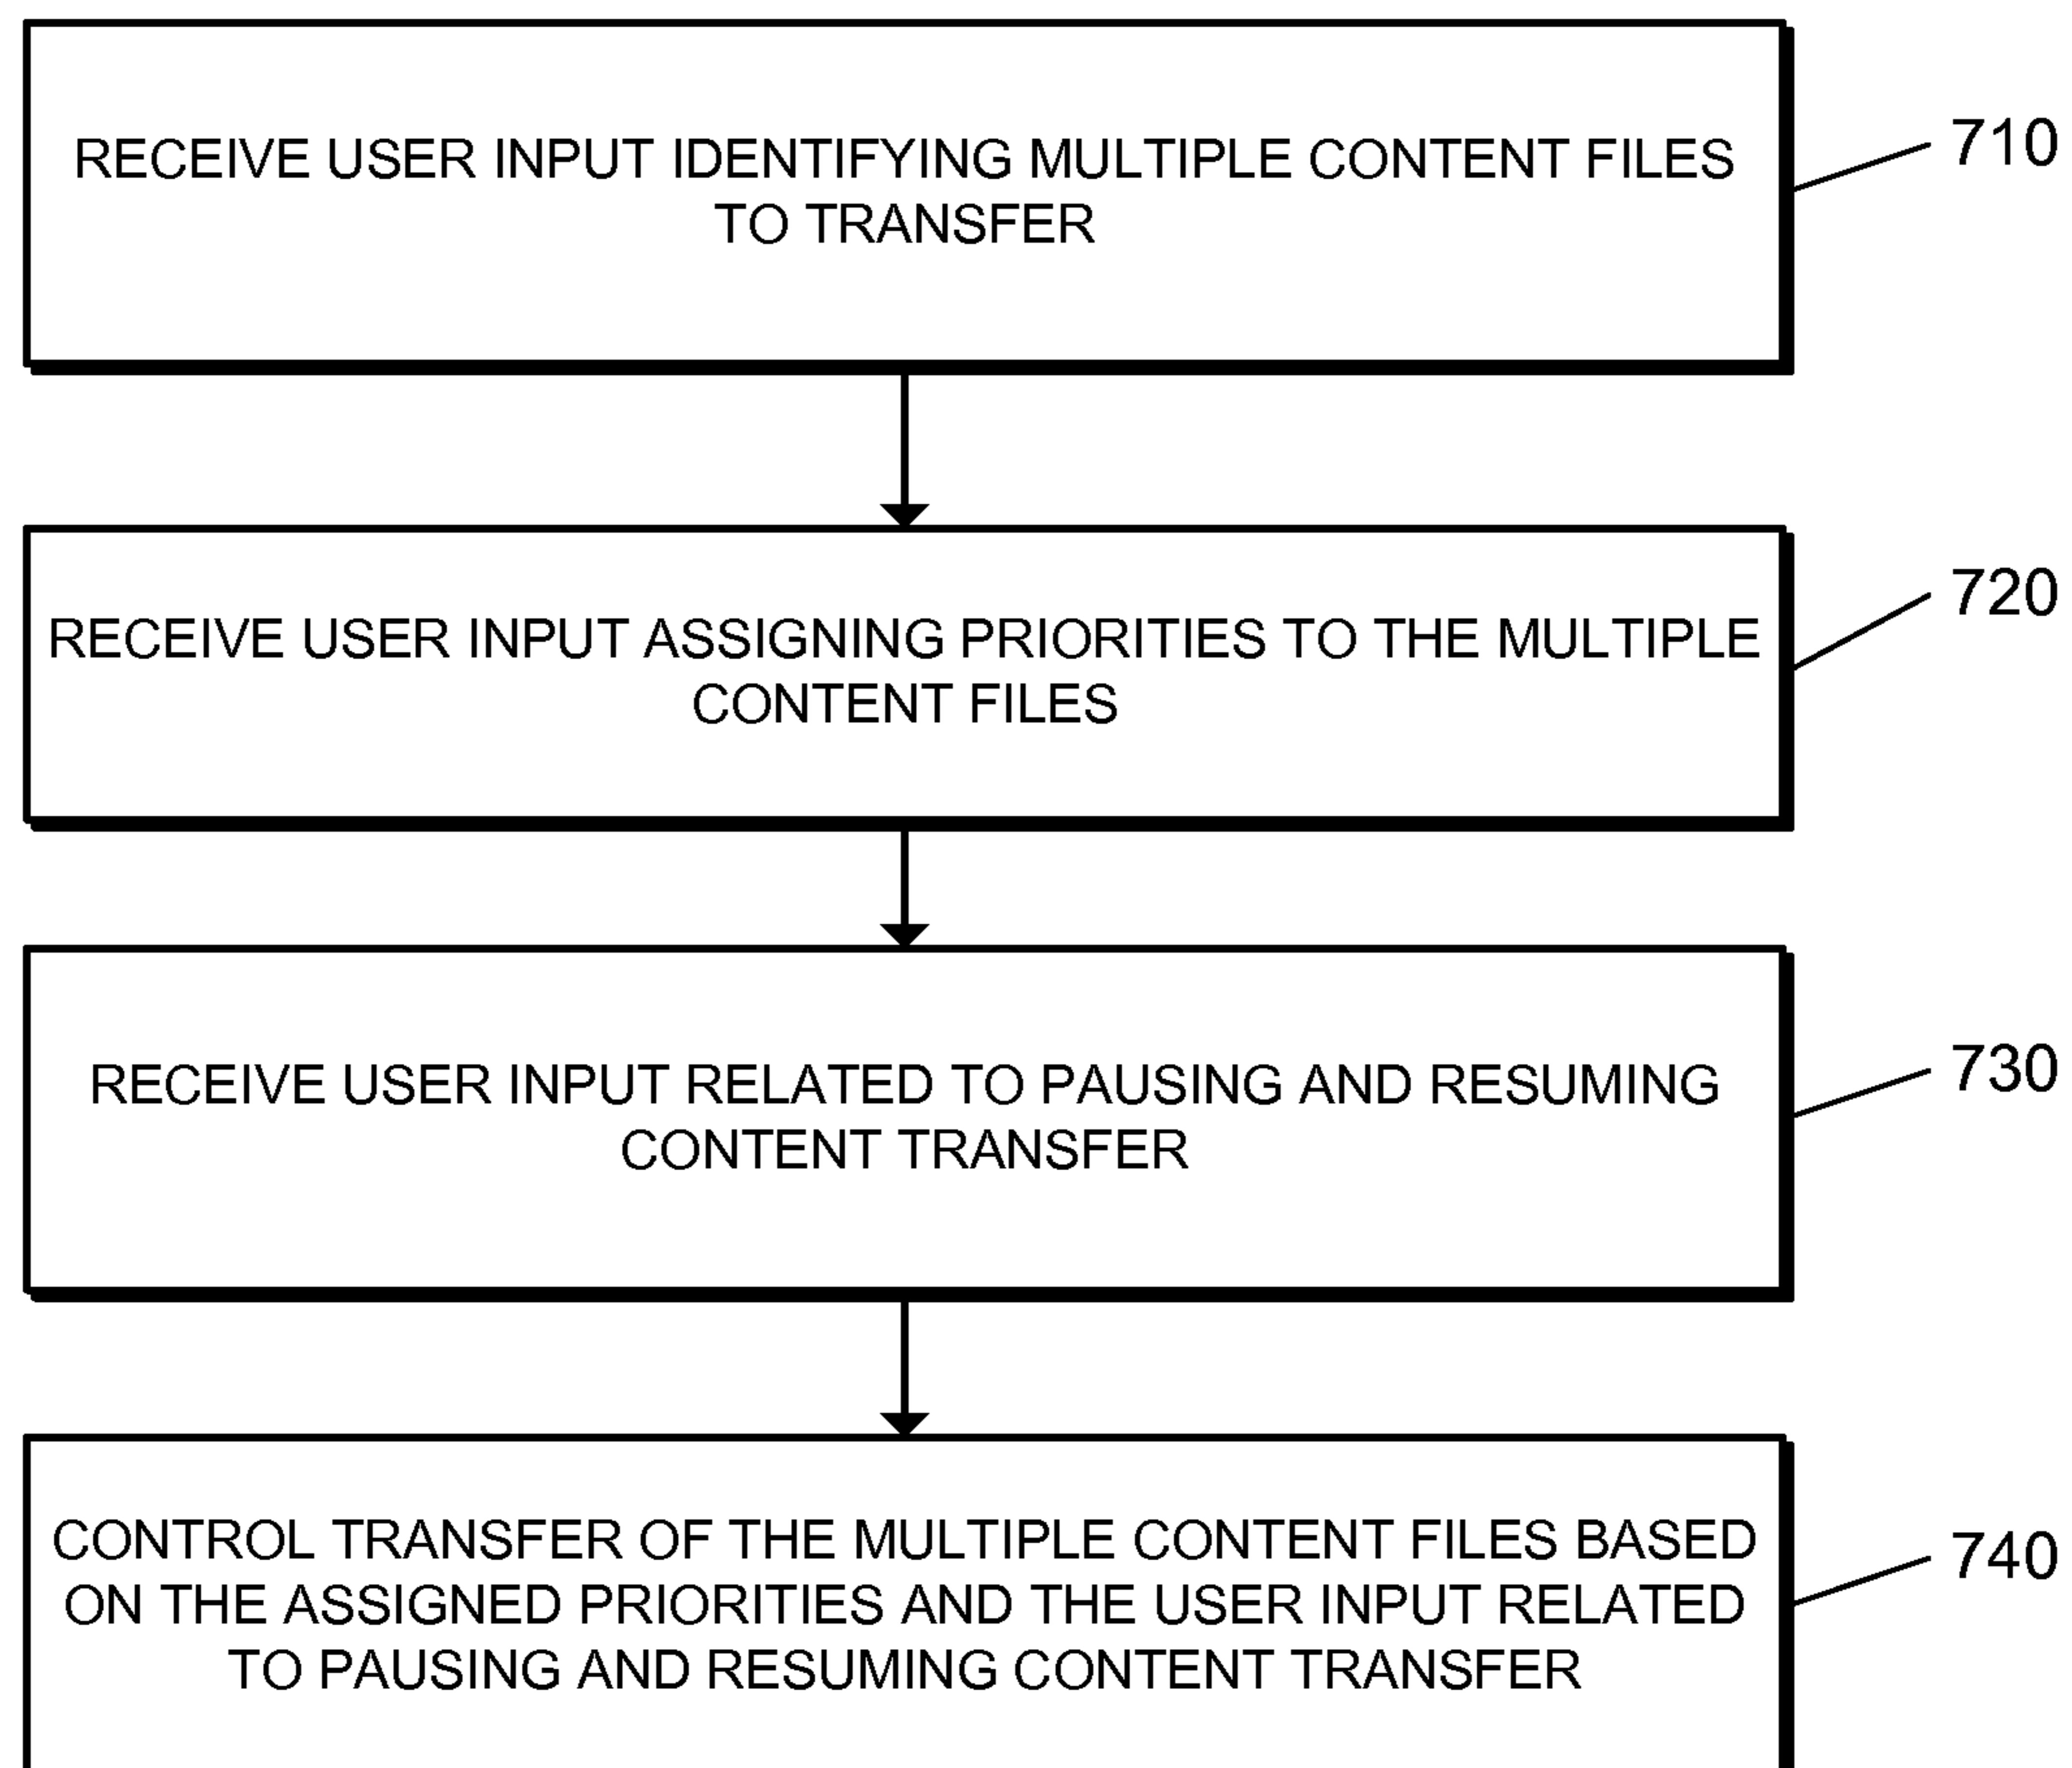 RECEIVE USER INPUT IDENTIFYING MULTIPLE CONTENT FILES
TO TRANSFER
710
RECEIVE USER INPUT ASSIGNING PRIORITIES TO THE MULTIPLE
CONTENT FILES
720
RECEIVE USER INPUT RELATED TO PAUSING AND RESUMING
CONTENT TRANSFER
730
CONTROL TRANSFER OF THE MULTIPLE CONTENT FILES BASED
ON THE ASSIGNED PRIORITIES AND THE USER INPUT RELATED
TO PAUSING AND RESUMING CONTENT TRANSFER
740